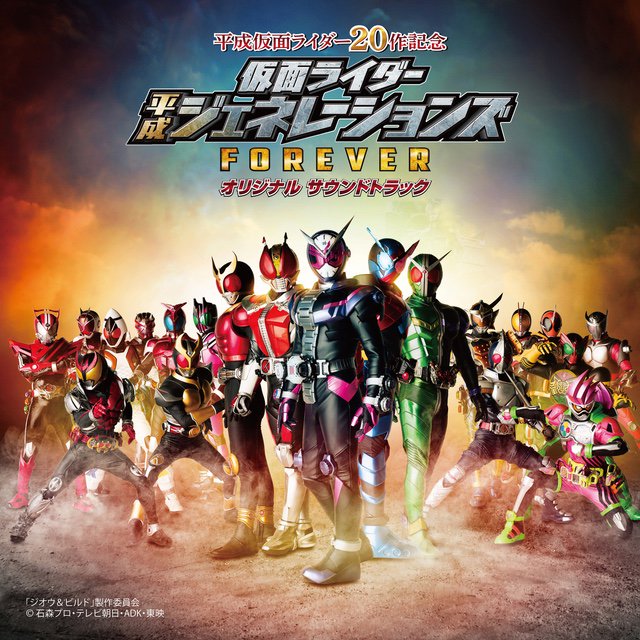 平成仮面ライダー20作記念
仮面ライダー
平成ジェネレーションズ
FOREVER
オリジナル サウンドトラック
「ジオウ&ビルド」製作委員会
© 石森プロ・テレビ朝日・ADK・東映